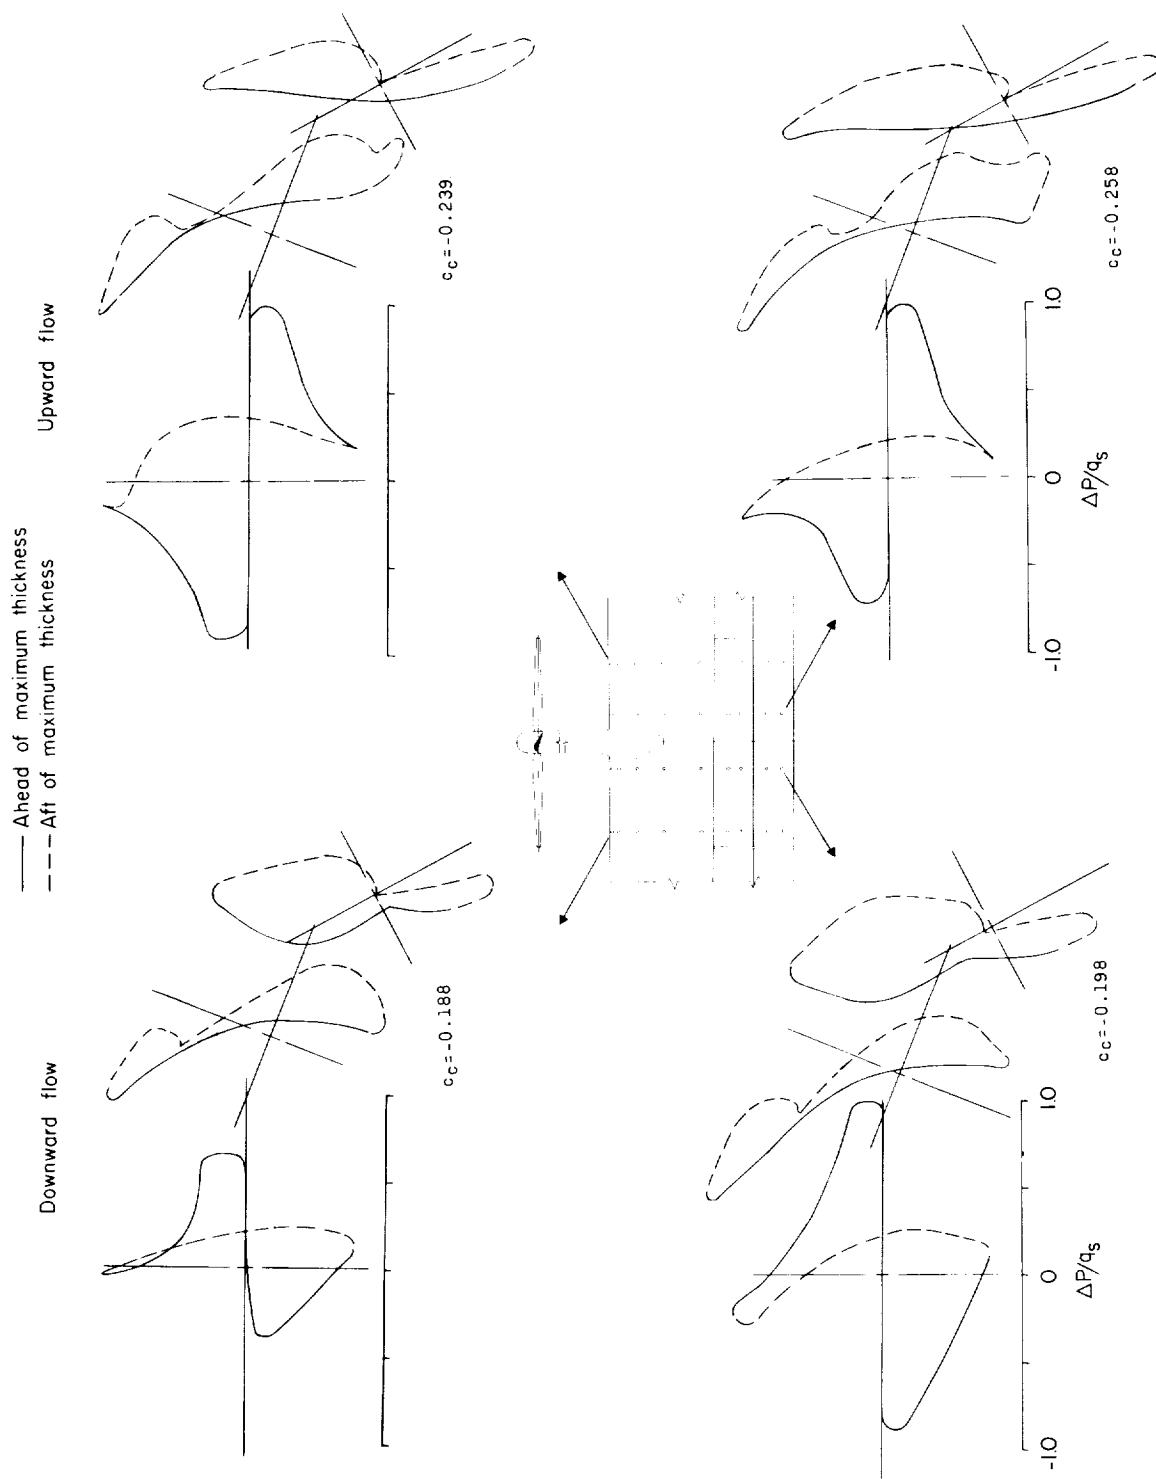 Ahead of maximum thickness
Aft of maximum thickness
Downward flow
Upward flow
c_c=-0.188
c_c=-0.239
c_c=-0.198
c_c=-0.258
-1.0
0
1.0
ΔP/q_s
-1.0
0
1.0
ΔP/q_s